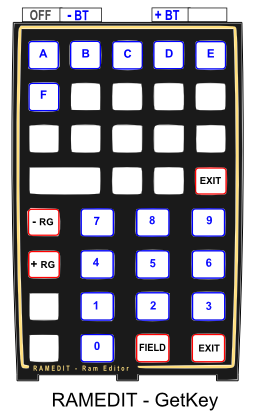 OFF - BT + BT
A B C D E
F
EXIT
- RG 7 8 9
+ RG 4 5 6
1 2 3
0 FIELD EXIT
RAMEDIT - Ram Editor
RAMEDIT - GetKey